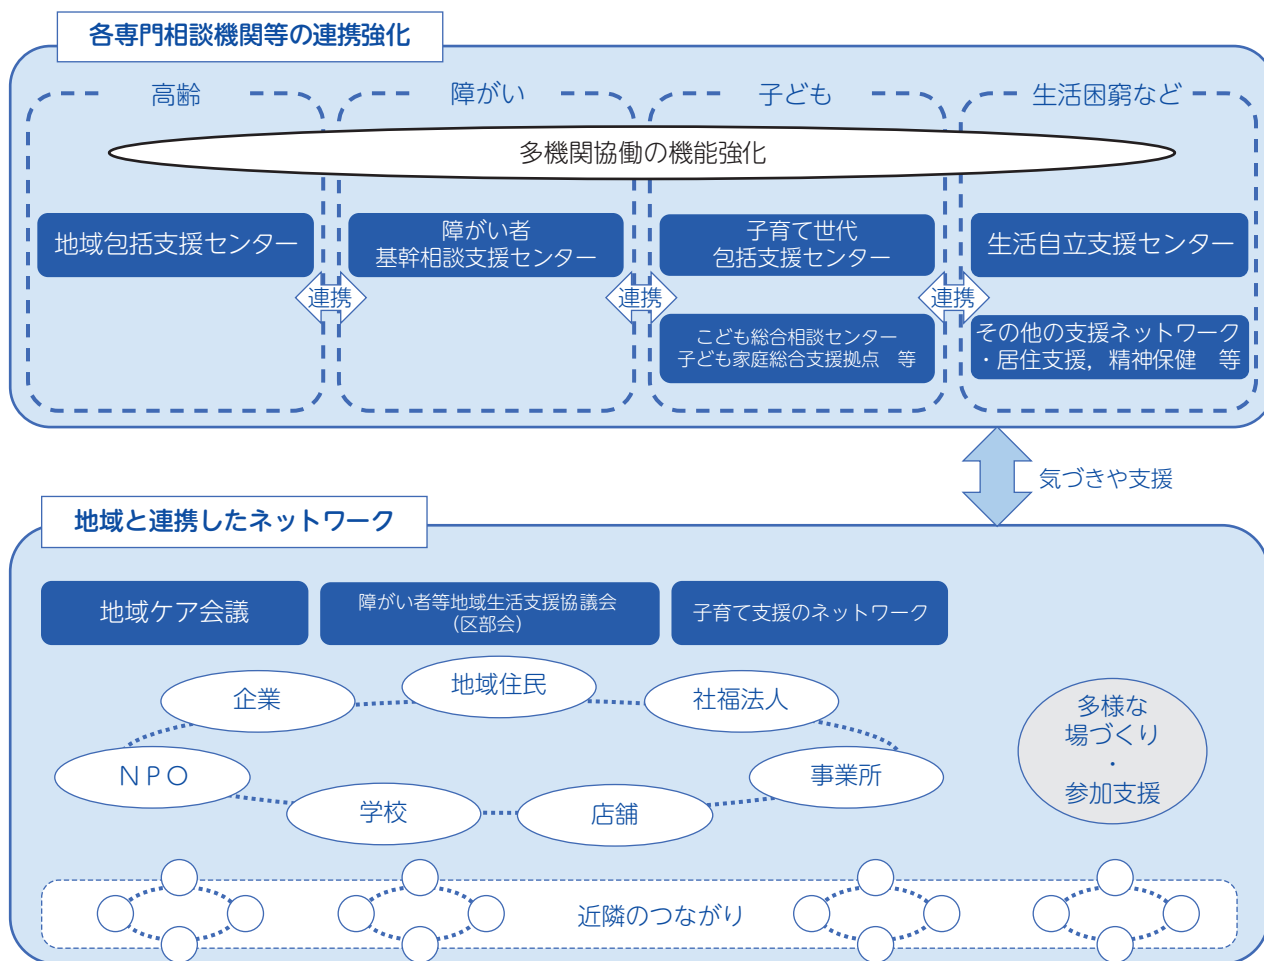 各専門相談機関等の連携強化
高齢
障がい
子ども
生活困窮など
多機関協働の機能強化
地域包括支援センター
障がい者
基幹相談支援センター
子育て世代
包括支援センター
生活自立支援センター
連携
連携
連携
こども総合相談センター
子ども家庭総合支援拠点　等
その他の支援ネットワーク
・居住支援，精神保健　等
気づきや支援
地域と連携したネットワーク
地域ケア会議
障がい者等地域生活支援協議会
（区部会）
子育て支援のネットワーク
企業
地域住民
社福法人
ＮＰＯ
学校
店舗
事業所
多様な
場づくり
・
参加支援
近隣のつながり